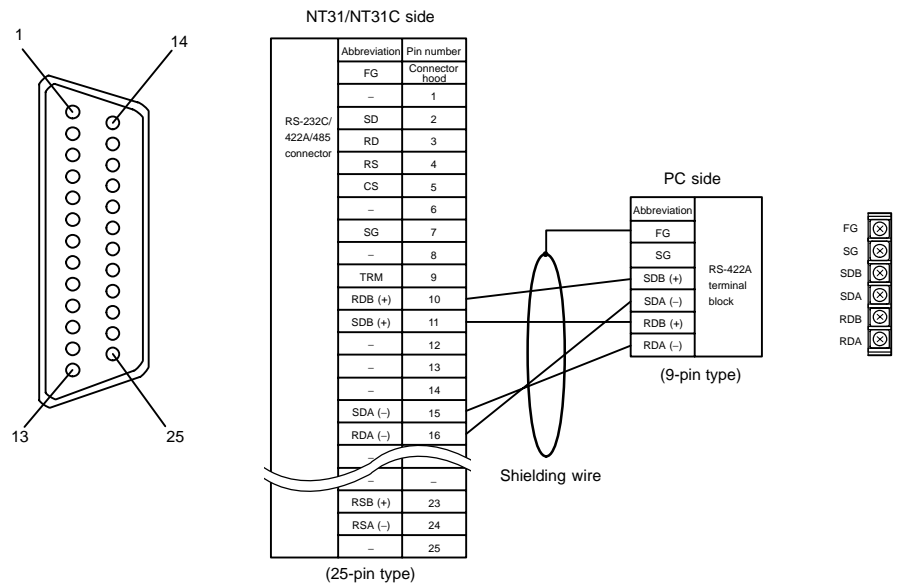 NT31/NT31C side
1
14
13
25
Abbreviation Pin number
FG Connector hood
– 1
RS-232C/
422A/485
connector
SD 2
RD 3
RS 4
CS 5
– 6
SG 7
– 8
TRM 9
RDB (+) 10
SDB (+) 11
– 12
– 13
– 14
SDA (–) 15
RDA (–) 16
–
– –
RSB (+) 23
RSA (–) 24
– 25
(25-pin type)
Shielding wire
PC side
Abbreviation
FG
SG
SDB (+)
SDA (–)
RDB (+)
RDA (–)
RS-422A
terminal
block
(9-pin type)
FG
SG
SDB
SDA
RDB
RDA